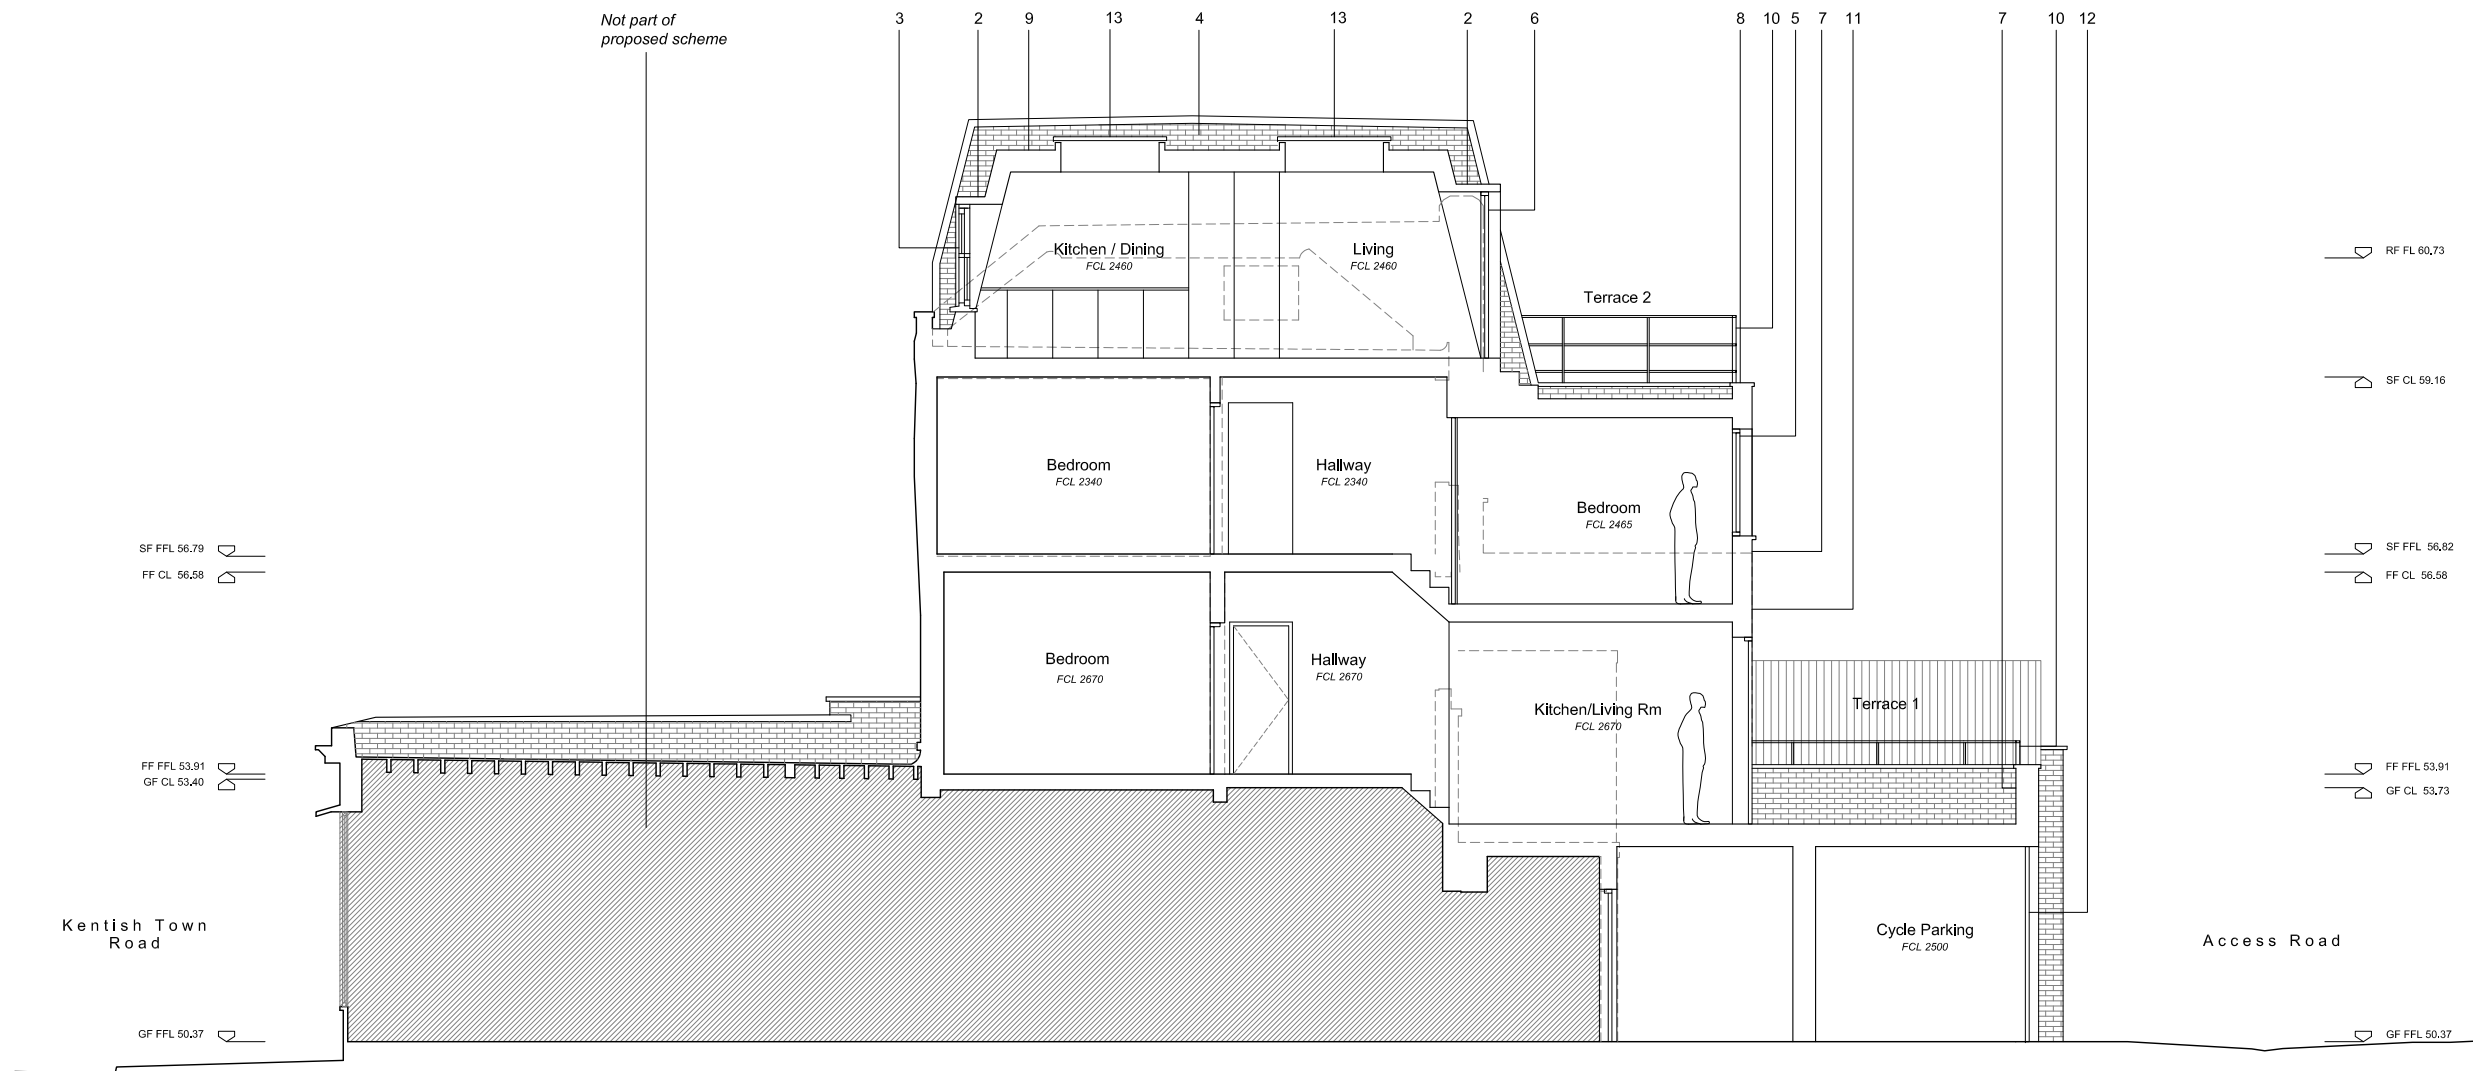 Not part of
proposed scheme
3 2 9 13 4 13 2 6 8 10 5 7 11 7 10 12
Kitchen / Dining
FCL 2460
Living
FCL 2460
Terrace 2
RF FL 60.73
SF CL 59.16
Bedroom
FCL 2340
Hallway
FCL 2340
Bedroom
FCL 2465
SF FFL 56.79
FF CL 56.58
SF FFL 56.82
FF CL 56.58
Bedroom
FCL 2670
Hallway
FCL 2670
Kitchen/Living Rm
FCL 2670
Terrace 1
FF FFL 53.91
GF CL 53.40
FF FFL 53.91
GF CL 53.73
Kentish Town
Road
Cycle Parking
FCL 2500
Access Road
GF FFL 50.37
GF FFL 50.37